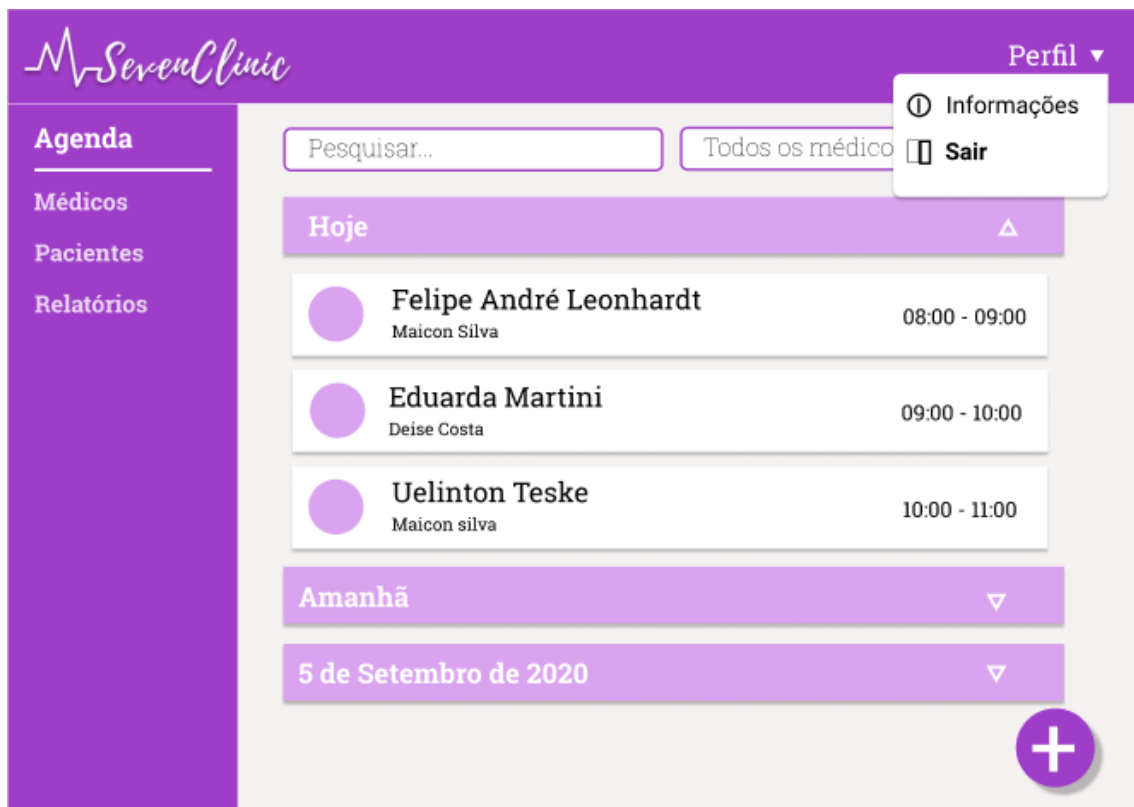 SevenClinic
Perfil
Informações
Sair
Agenda
Médicos
Pacientes
Relatórios
Pesquisar...
Todos os médico
Hoje
Felipe André Leonhardt
Maicon Silva
08:00 - 09:00
Eduarda Martini
Deise Costa
09:00 - 10:00
Uelinton Teske
Maicon silva
10:00 - 11:00
Amanhã
5 de Setembro de 2020